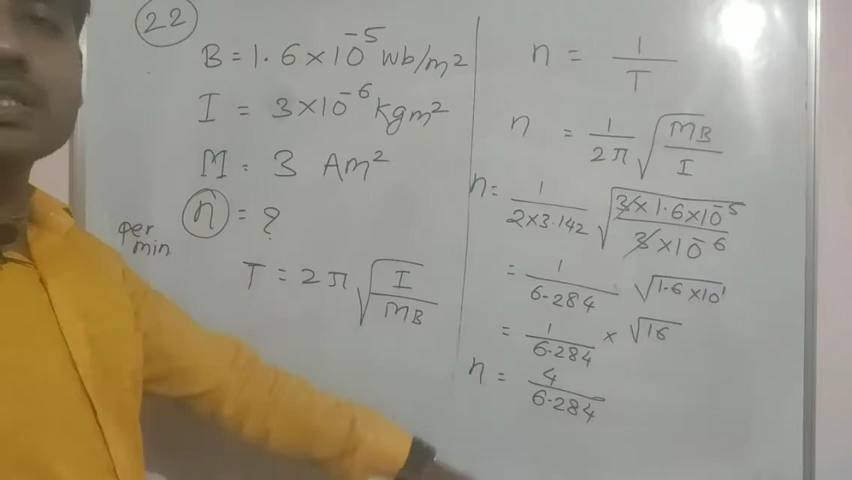 22
B = 1.6×10⁻⁵ wb/m²
I = 3×10⁻⁶ kgm²
M = 3 Am²
n = ?
per min
T = 2π√(I/MB)
n = 1/T
n = 1/2π √(MB/I)
n = 1/2×3.142 √(3×1.6×10⁻⁵/3×10⁻⁶)
= 1/6.284 √(1.6×10¹)
= 1/6.284 × √16
n = 4/6.284